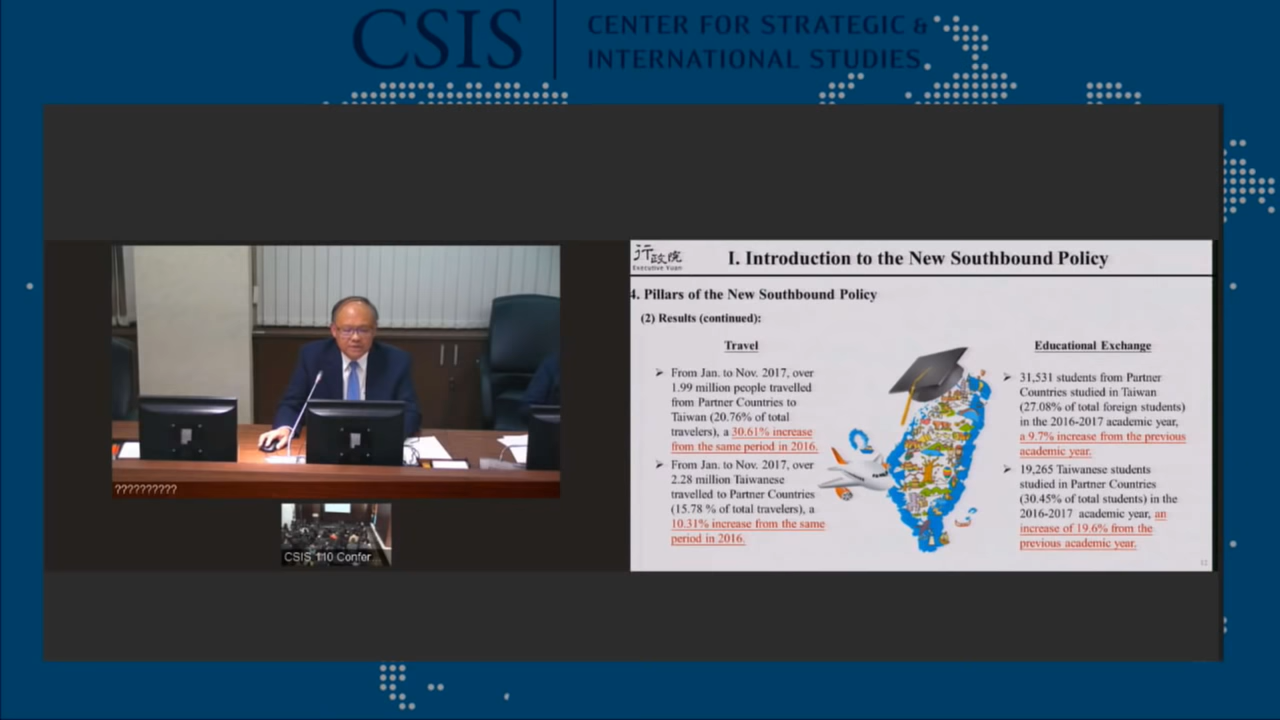 CSIS
CENTER FOR STRATEGIC &
INTERNATIONAL STUDIES
行政院
Executive Yuan
I. Introduction to the New Southbound Policy
4. Pillars of the New Southbound Policy
(2) Results (continued):
Travel
➢ From Jan. to Nov. 2017, over
1.99 million people travelled
from Partner Countries to
Taiwan (20.76% of total
travelers), a 30.61% increase
from the same period in 2016.
➢ From Jan. to Nov. 2017, over
2.28 million Taiwanese
travelled to Partner Countries
(15.78 % of total travelers), a
10.31% increase from the same
period in 2016.
Educational Exchange
➢ 31,531 students from Partner
Countries studied in Taiwan
(27.08% of total foreign students)
in the 2016-2017 academic year,
a 9.7% increase from the previous
academic year.
➢ 19,265 Taiwanese students
studied in Partner Countries
(30.45% of total students) in the
2016-2017 academic year, an
increase of 19.6% from the
previous academic year.
11
??????????
CSIS 110 Confer